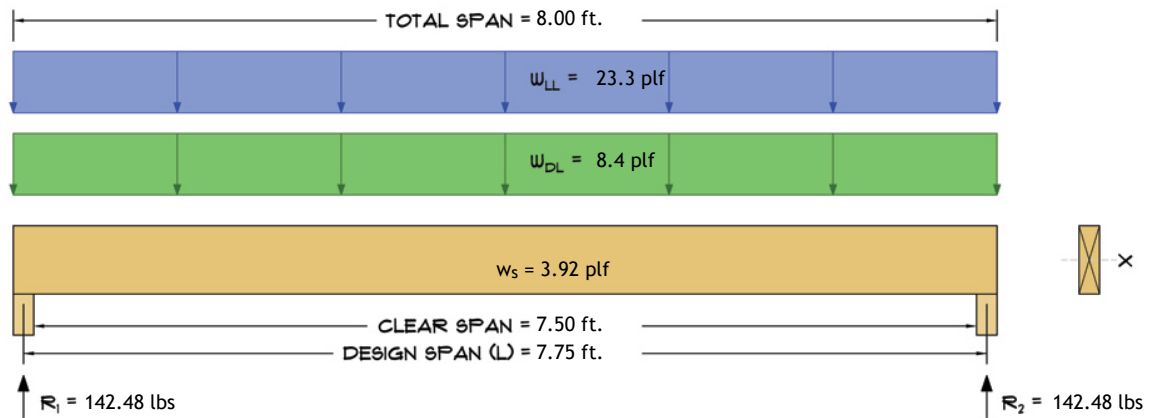 TOTAL SPAN = 8.00 ft.
WLL = 23.3 plf
WDL = 8.4 plf
ws = 3.92 plf
X
CLEAR SPAN = 7.50 ft.
DESIGN SPAN (L) = 7.75 ft.
R1 = 142.48 lbs
R2 = 142.48 lbs